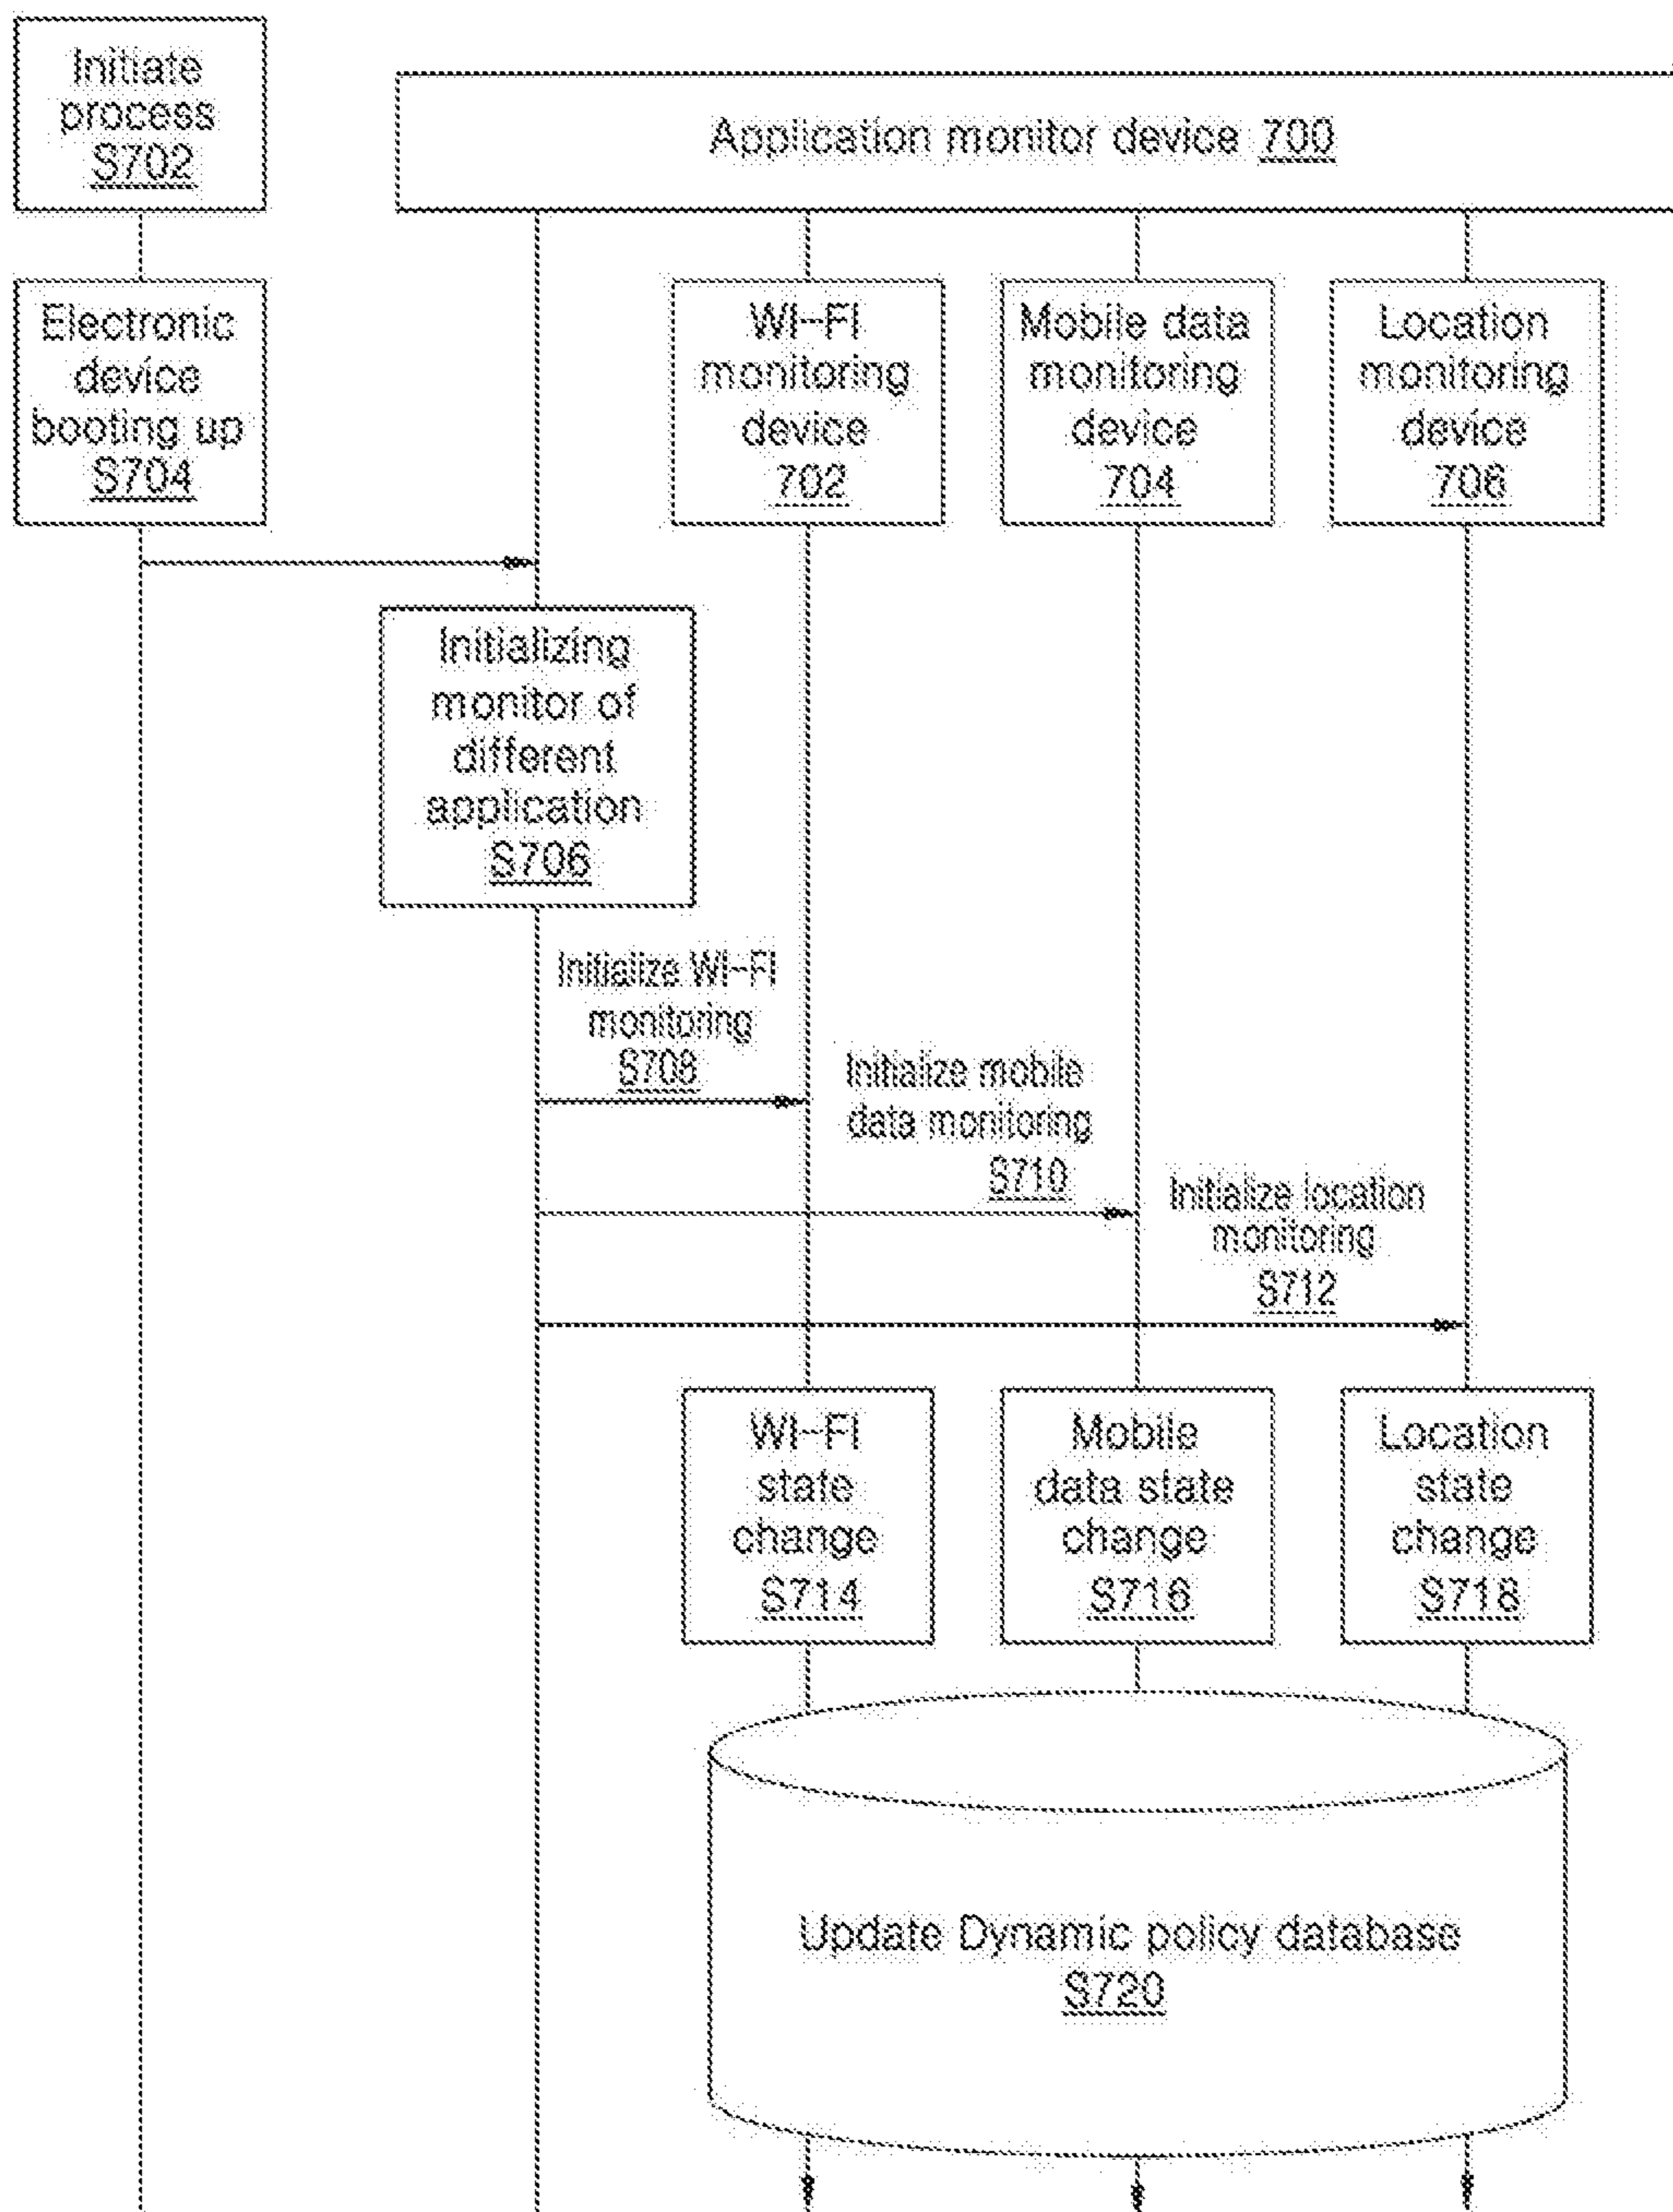 Initiate
process
S702
Application monitor device 700
Electronic
device
booting up
S704
WI-FI
monitoring
device
702
Mobile data
monitoring
device
704
Location
monitoring
device
706
Initializing
monitor of
different
application
S706
Initialize WI-FI
monitoring
S708
Initialize mobile
data monitoring
S710
Initialize location
monitoring
S712
WI-FI
state
change
S714
Mobile
data state
change
S716
Location
state
change
S718
Update Dynamic policy database
S720